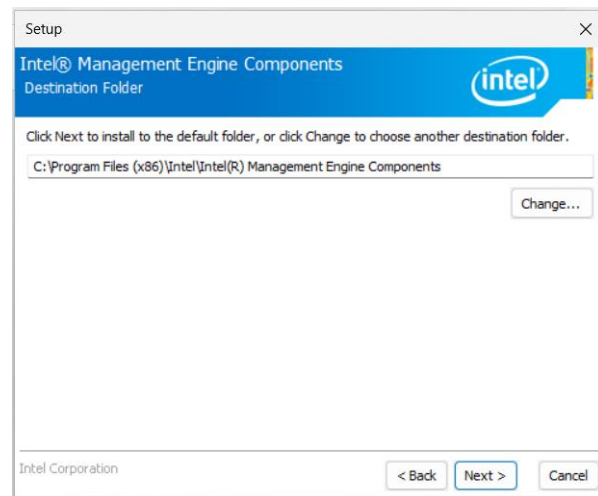 Setup
Intel® Management Engine Components
Destination Folder
intel
Click Next to install to the default folder, or click Change to choose another destination folder.
C:\Program Files (x86)\Intel\Intel(R) Management Engine Components
Change...
Intel Corporation
< Back
Next >
Cancel